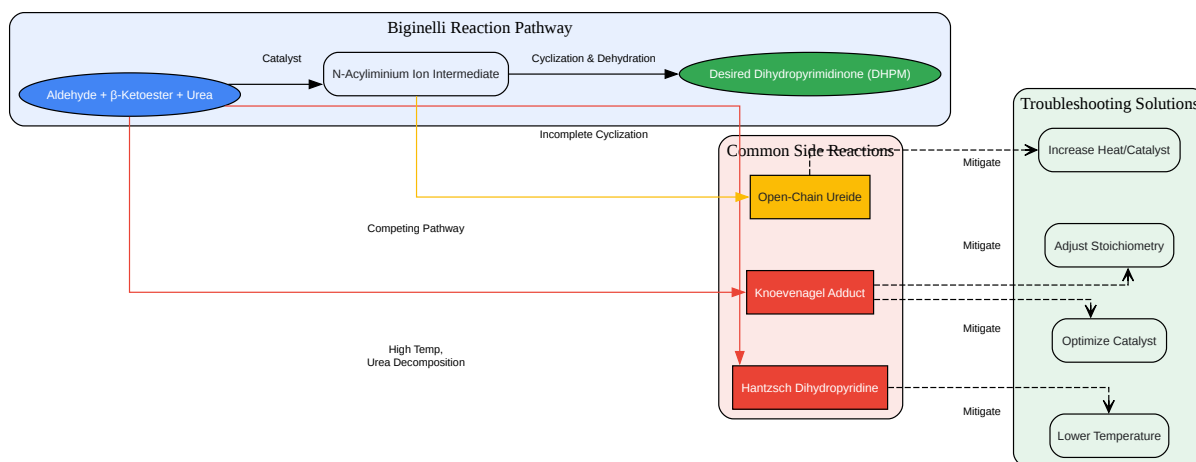 Biginelli Reaction Pathway
Catalyst
Cyclization & Dehydration
Aldehyde + β-Ketoester + Urea
N-Acyliminium Ion Intermediate
Desired Dihydropyrimidinone (DHPM)
Incomplete Cyclization
Competing Pathway
High Temp,
Urea Decomposition
Common Side Reactions
Open-Chain Ureide
Knoevenagel Adduct
Hantzsch Dihydropyridine
Mitigate
Mitigate
Mitigate
Mitigate
Troubleshooting Solutions
Increase Heat/Catalyst
Adjust Stoichiometry
Optimize Catalyst
Lower Temperature